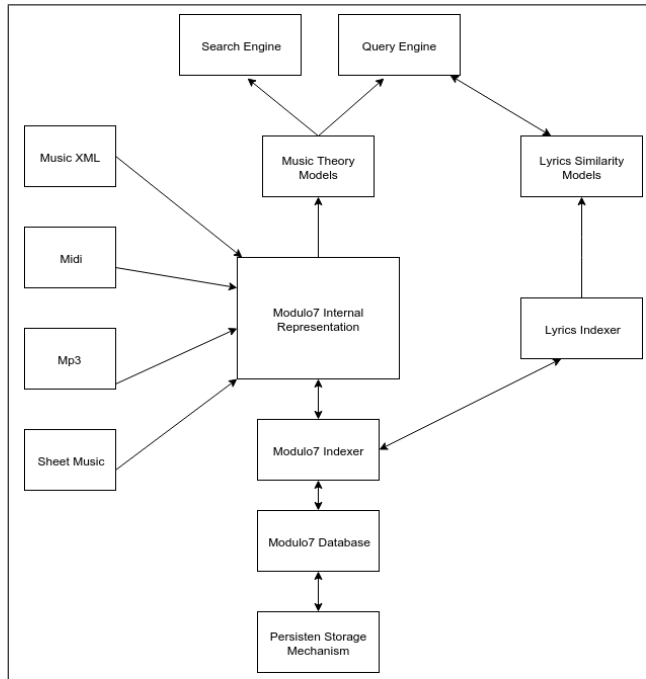 Search Engine
Query Engine
Music XML
Music Theory
Models
Lyrics Similarity
Models
Midi
Modulo7 Internal
Representation
Lyrics Indexer
Mp3
Sheet Music
Modulo7 Indexer
Modulo7 Database
Persisten Storage
Mechanism